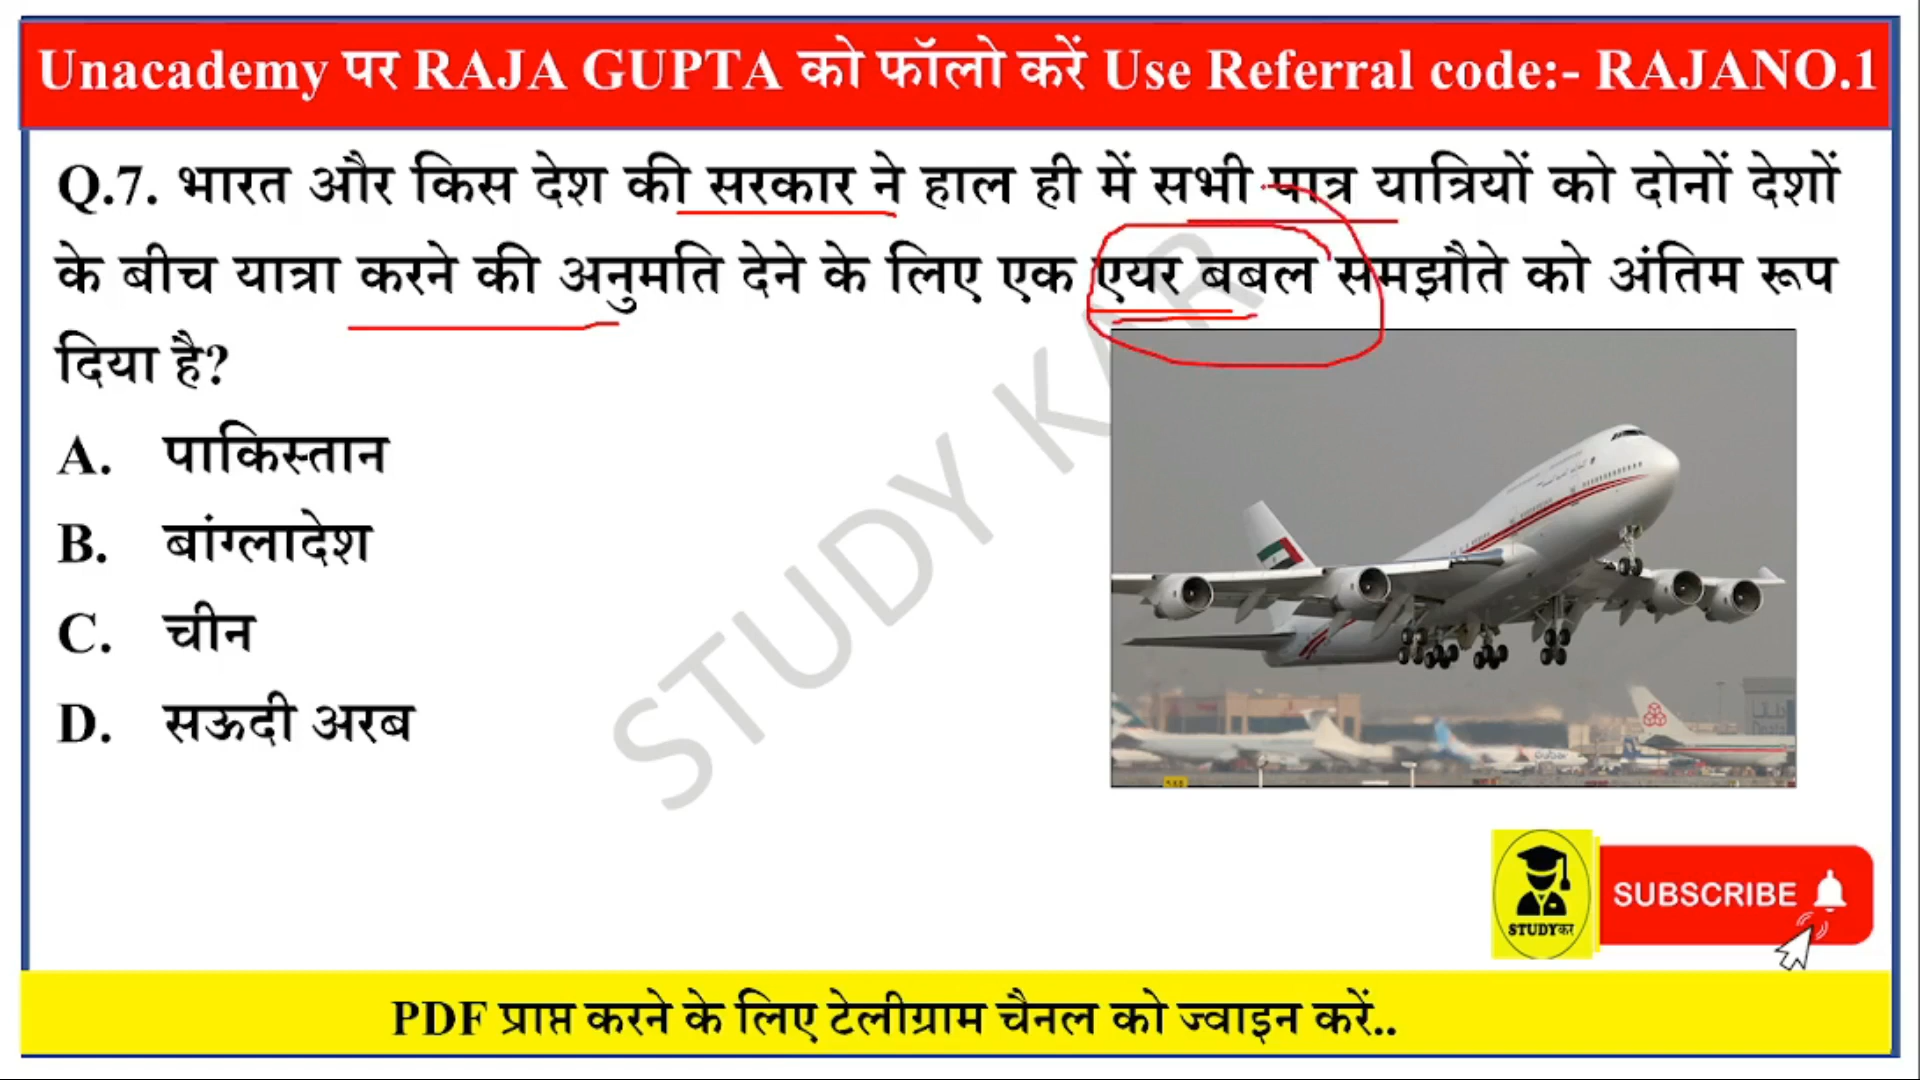 Unacademy पर RAJA GUPTA को फॉलो करें Use Referral code:- RAJANO.1
Q.7. भारत और किस देश की सरकार ने हाल ही में सभी पात्र यात्रियों को दोनों देशों
के बीच यात्रा करने की अनुमति देने के लिए एक एयर बबल समझौते को अंतिम रूप
दिया है?
A. पाकिस्तान
B. बांग्लादेश
C. चीन
D. सऊदी अरब
STUDY KAR
STUDYकर
SUBSCRIBE
PDF प्राप्त करने के लिए टेलीग्राम चैनल को ज्वाइन करें..